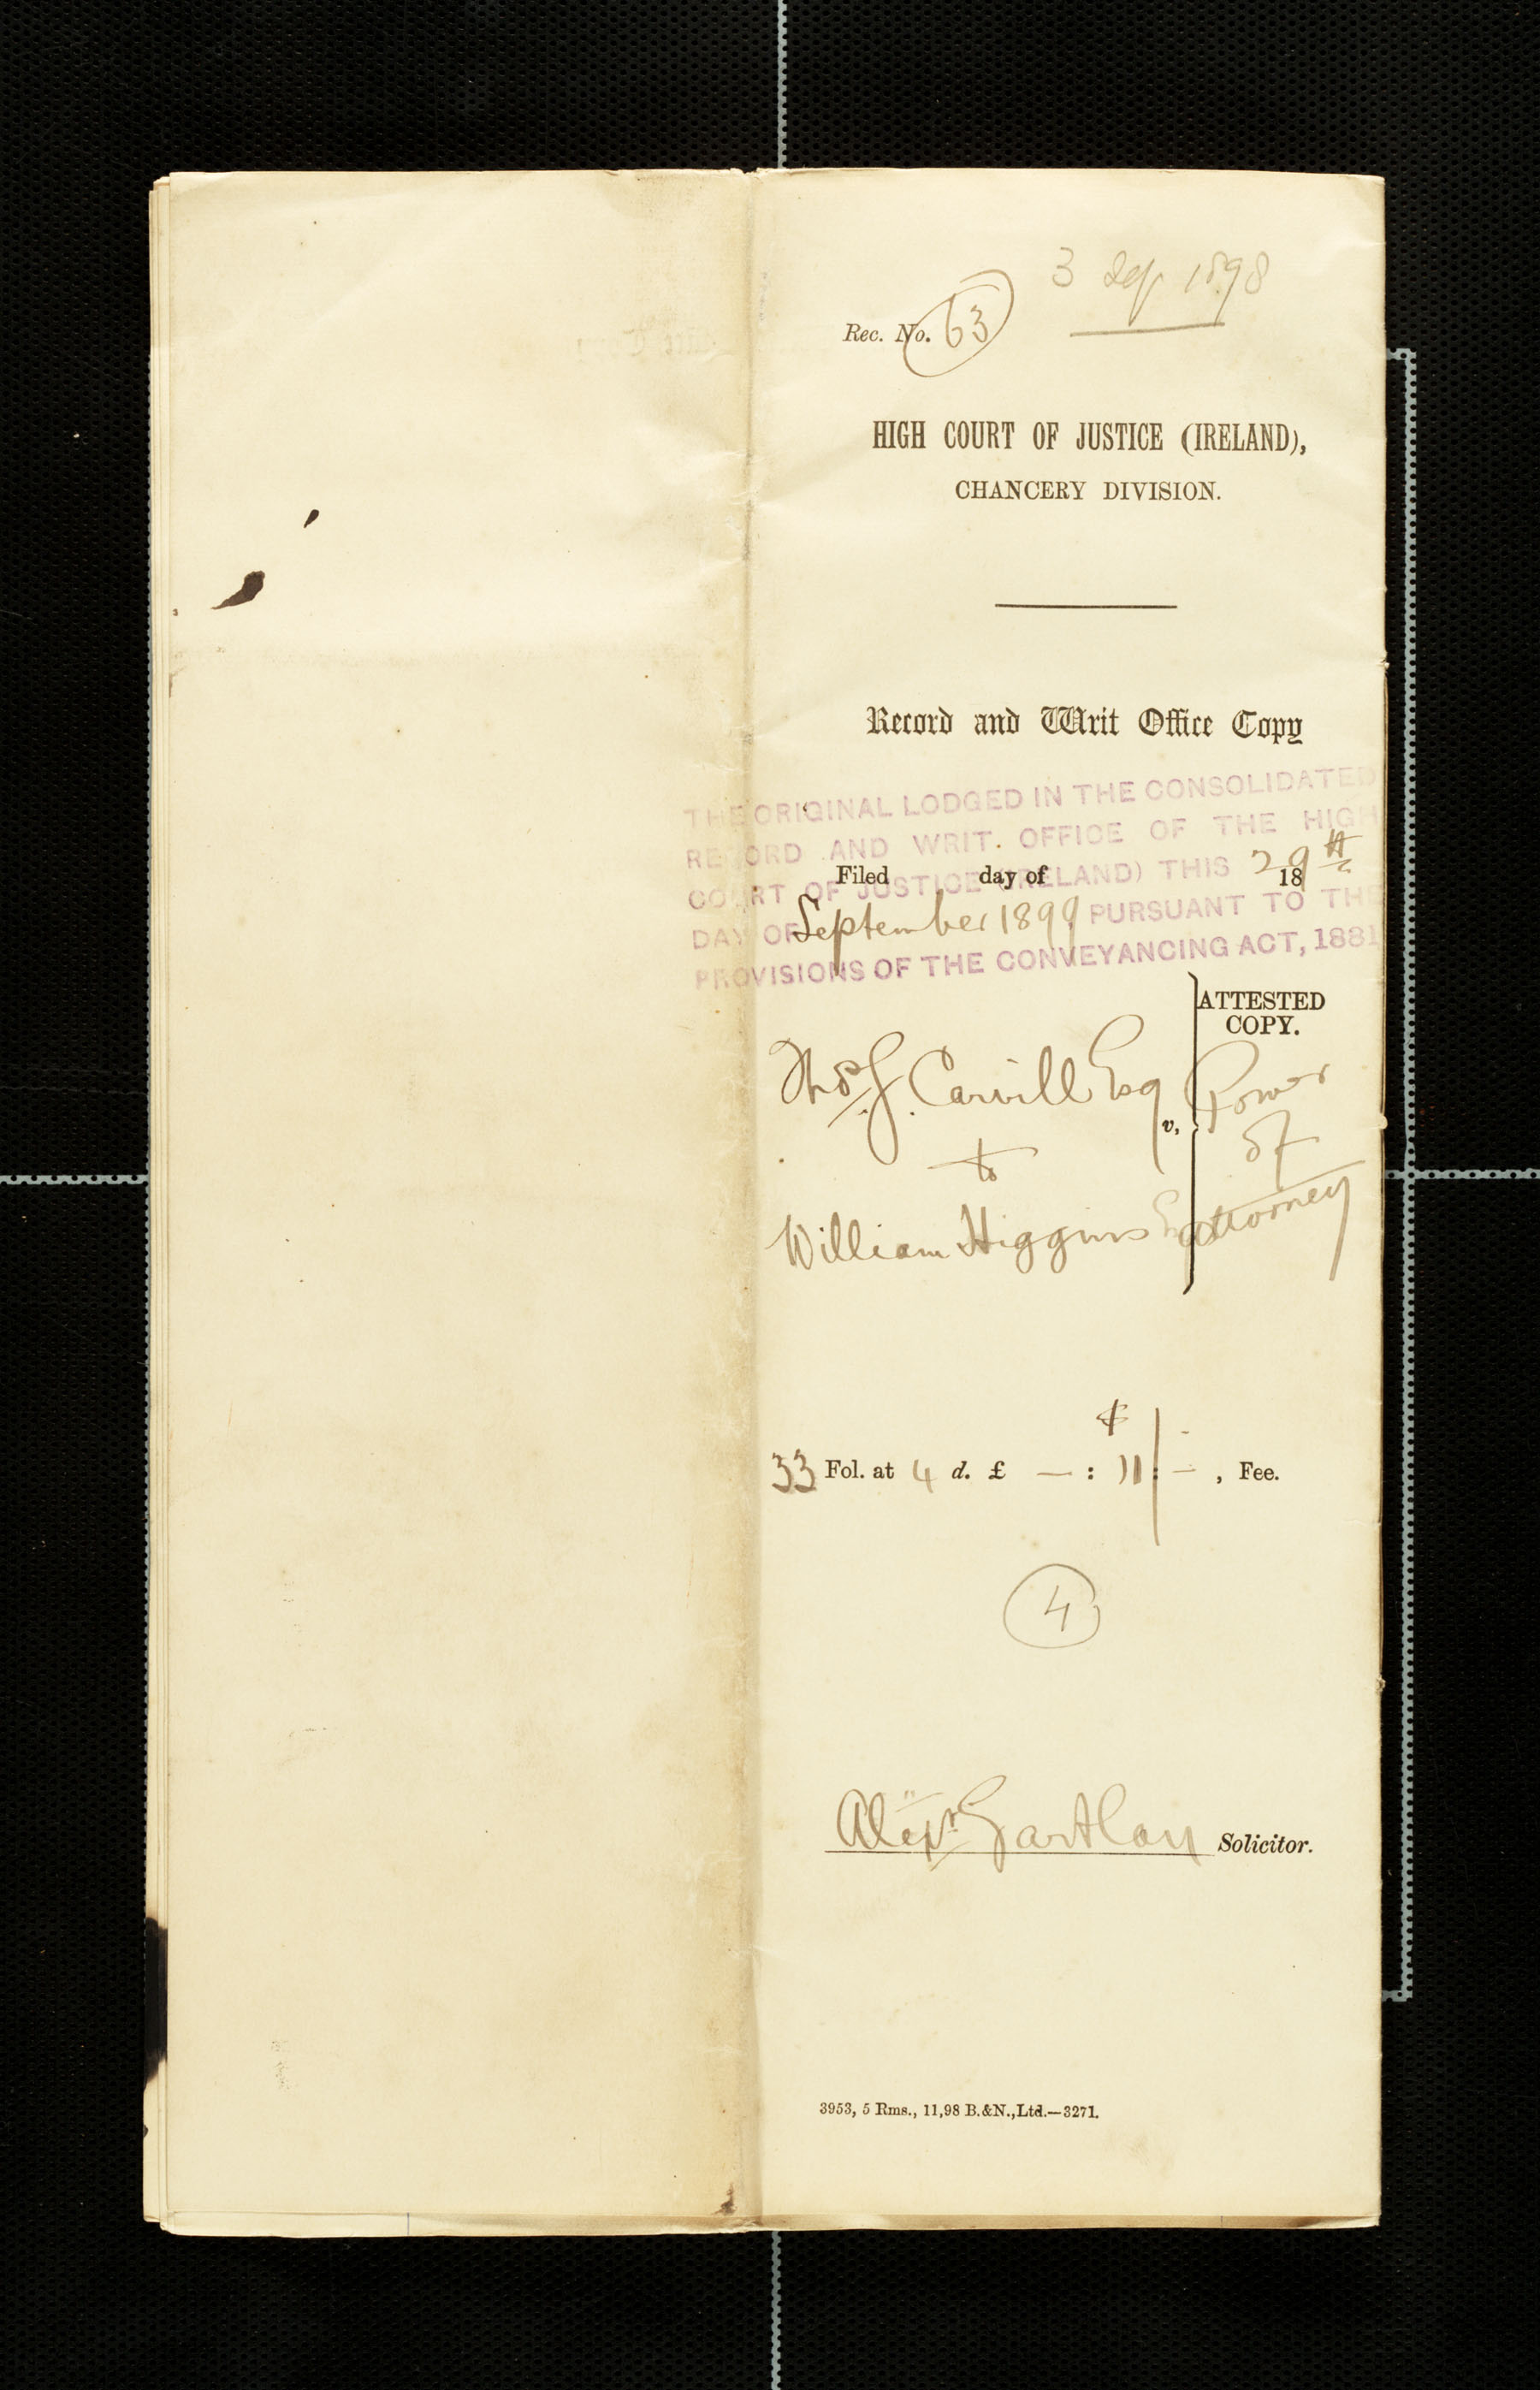 3 Sep 1898
Rec. No. 63
HIGH COURT OF JUSTICE (IRELAND),
CHANCERY DIVISION.
Record and Writ Office Copy
THE ORIGINAL LODGED IN THE CONSOLIDATED
RECORD AND WRIT. OFFICE OF THE HIGH
COURT OF JUSTICE (IRELAND) THIS 29th
Filed day of 18
DAY OF September 1899 PURSUANT TO THE
PROVISIONS OF THE CONVEYANCING ACT, 1881
ATTESTED
COPY.
Thos. J. Carvill Esq
v.
to
William Higgins Esq
Power
of
attorney
33 Fol. at 4 d. £ — : 11 : — , Fee.
4
Alexr. Gartlan Solicitor.
3953, 5 Rms., 11,98 B.&N.,Ltd.—3271.